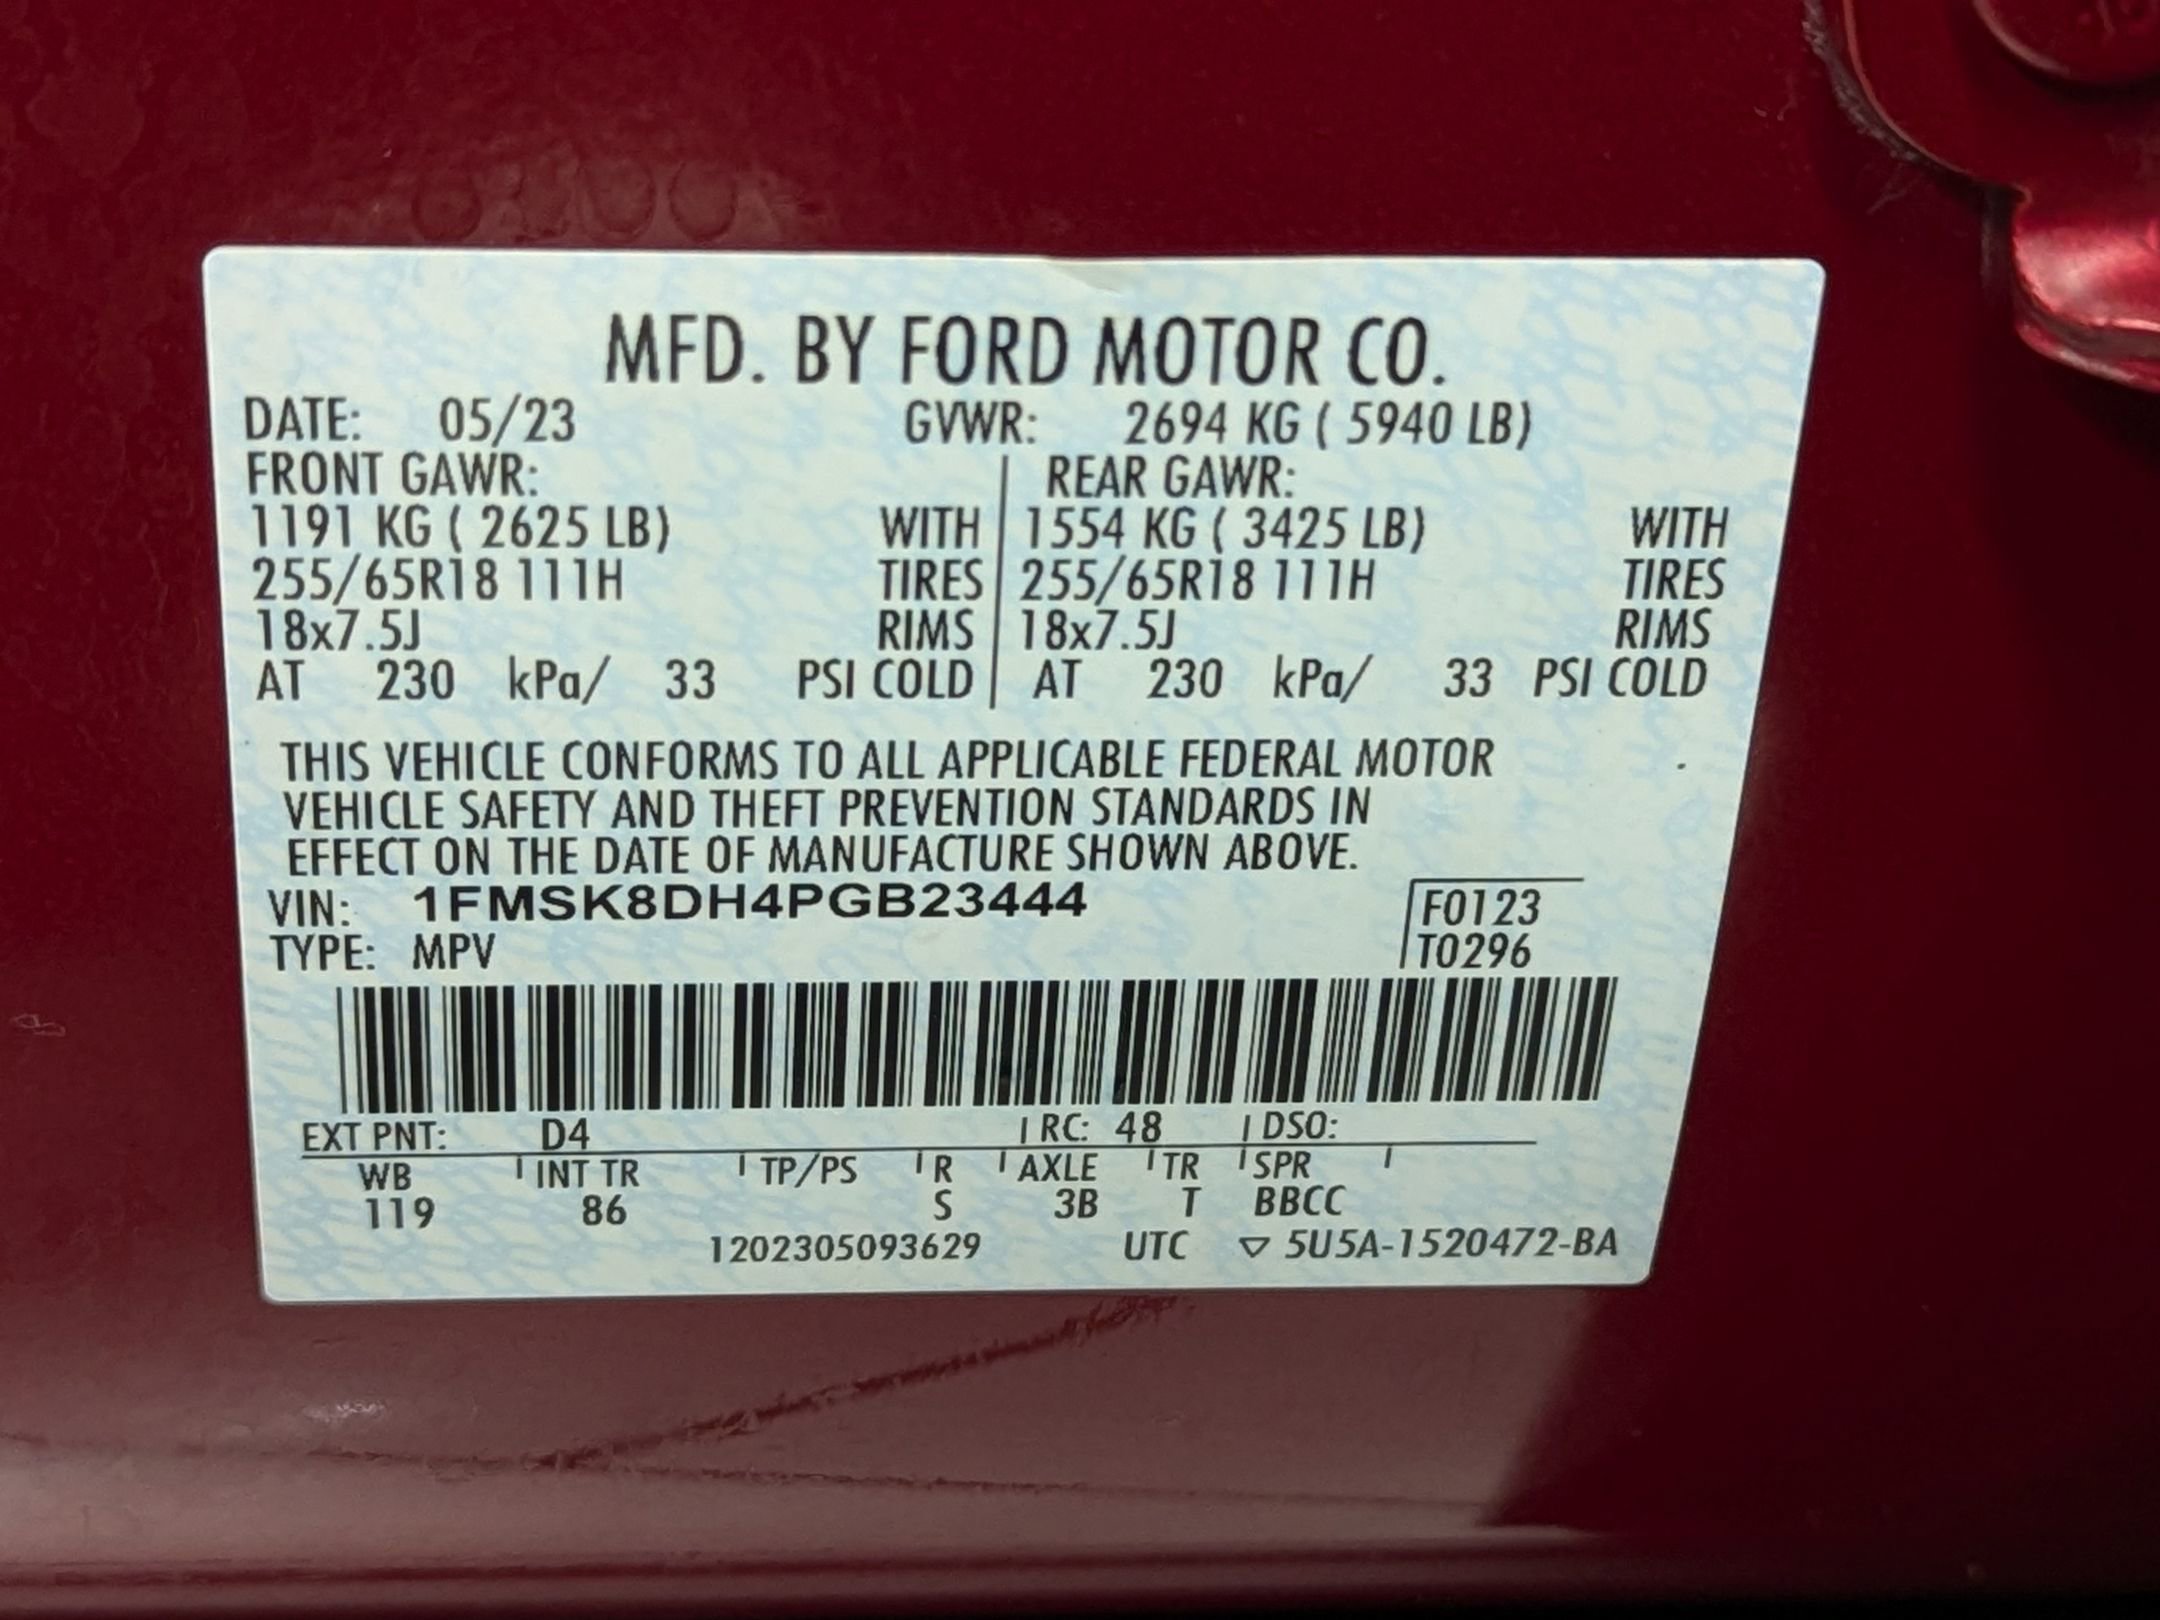 MFD. BY FORD MOTOR CO.
DATE: 05/23 GVWR: 2694 KG ( 5940 LB)
FRONT GAWR: REAR GAWR:
1191 KG ( 2625 LB) WITH 1554 KG ( 3425 LB) WITH
255/65R18 111H TIRES 255/65R18 111H TIRES
18x7.5J RIMS 18x7.5J RIMS
AT 230 kPa/ 33 PSI COLD AT 230 kPa/ 33 PSI COLD
THIS VEHICLE CONFORMS TO ALL APPLICABLE FEDERAL MOTOR
VEHICLE SAFETY AND THEFT PREVENTION STANDARDS IN
EFFECT ON THE DATE OF MANUFACTURE SHOWN ABOVE.
VIN: 1FMSK8DH4PGB23444 F0123
TYPE: MPV T0296
EXT PNT: D4 RC: 48 DSO:
WB INT TR TP/PS R AXLE TR SPR
119 86 S 3B T BBCC
1202305093629 UTC ▽ 5U5A-1520472-BA